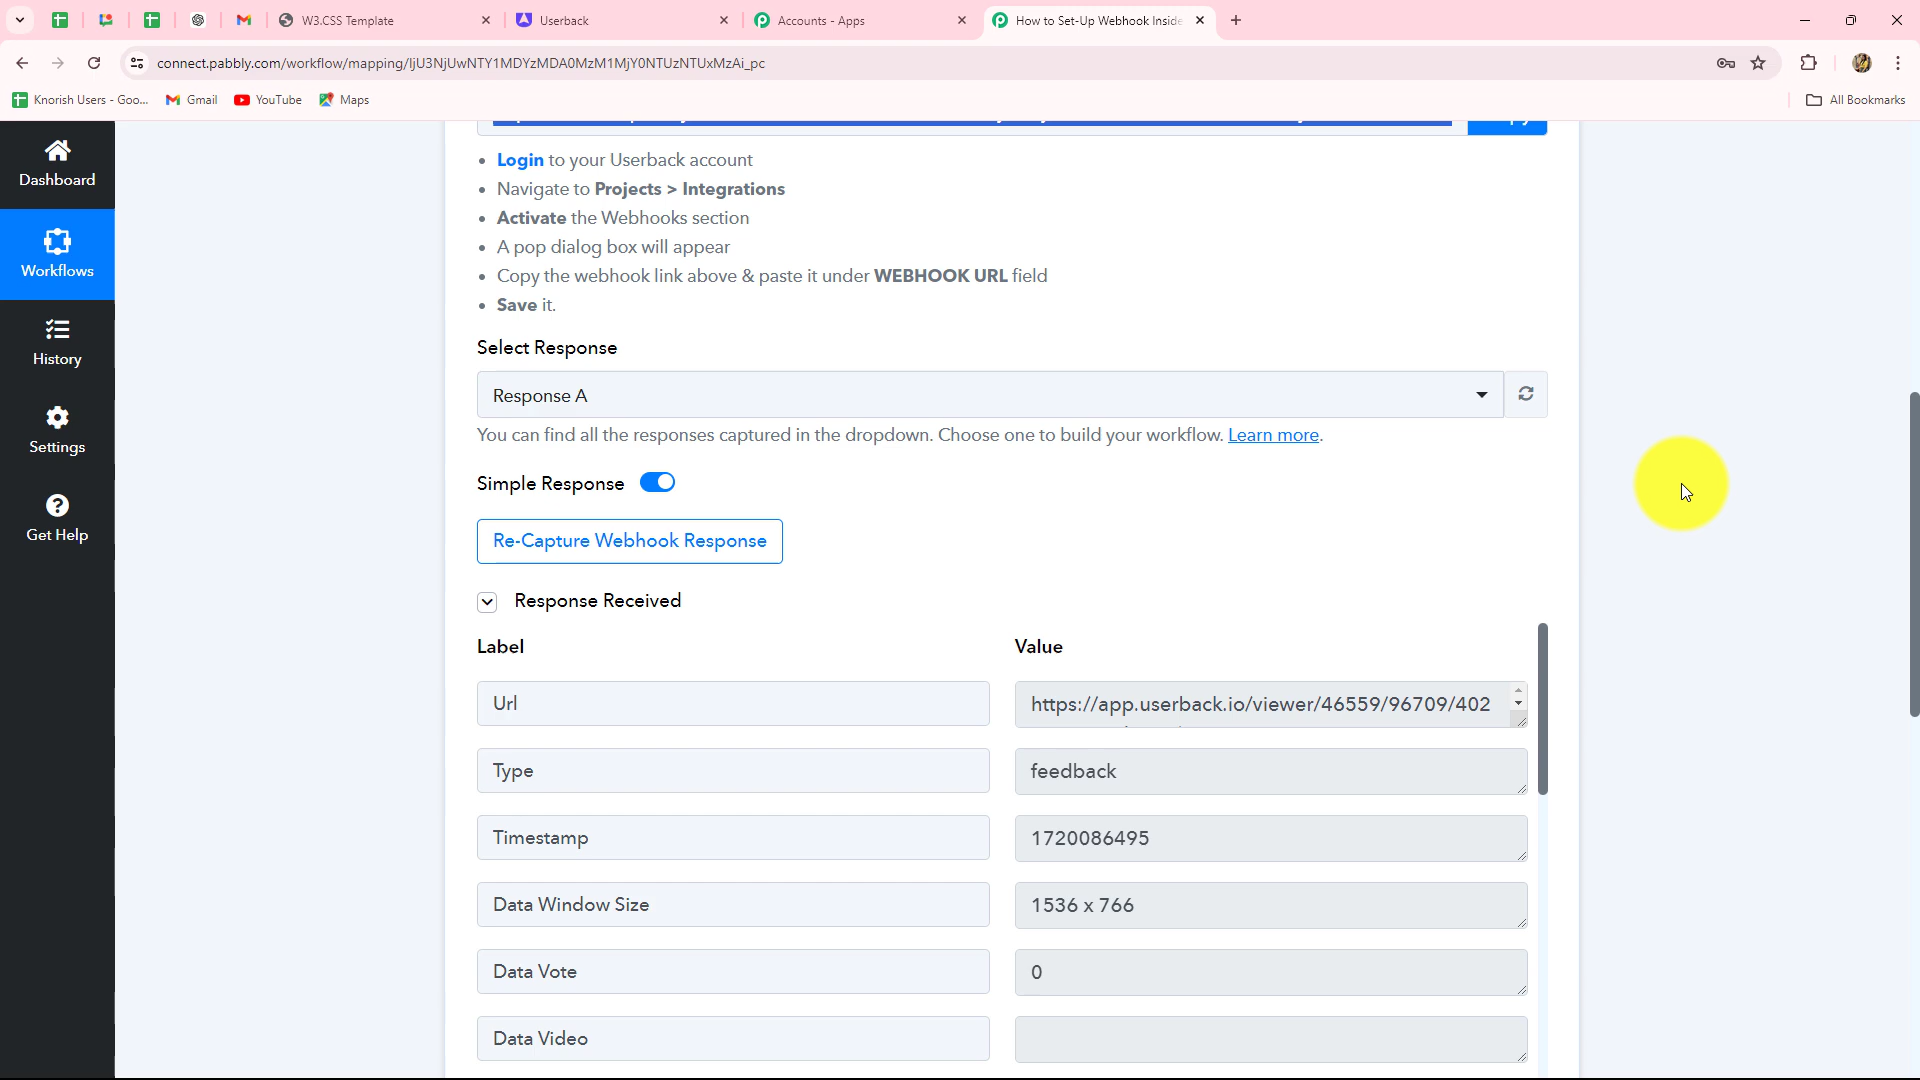 W3.CSS Template
Userback
Accounts - Apps
How to Set-Up Webhook Inside
connect.pabbly.com/workflow/mapping/IjU3NjUwNTY1MDYzMDA0MzM1MjY0NTUzNTUxMzAi_pc
Knorish Users - Goo...
Gmail
YouTube
Maps
All Bookmarks
Dashboard
Workflows
History
Settings
Get Help
Login to your Userback account
Navigate to Projects > Integrations
Activate the Webhooks section
A pop dialog box will appear
Copy the webhook link above & paste it under WEBHOOK URL field
Save it.
Select Response
Response A
You can find all the responses captured in the dropdown. Choose one to build your workflow. Learn more.
Simple Response
Re-Capture Webhook Response
Response Received
Label Value
Url https://app.userback.io/viewer/46559/96709/402
Type feedback
Timestamp 1720086495
Data Window Size 1536 x 766
Data Vote 0
Data Video